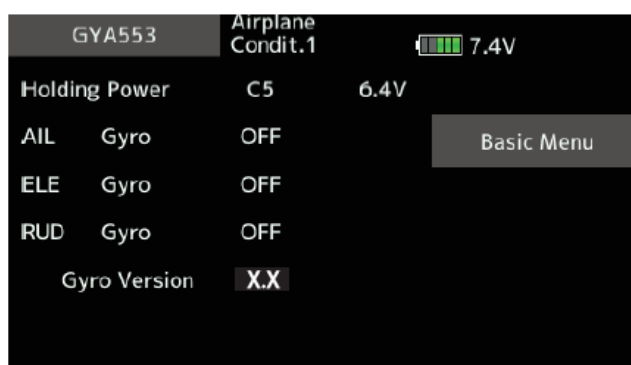 GYA553 Airplane
Condit.1 7.4V
Holding Power C5 6.4V
AIL Gyro OFF
Basic Menu
ELE Gyro OFF
RUD Gyro OFF
Gyro Version X.X